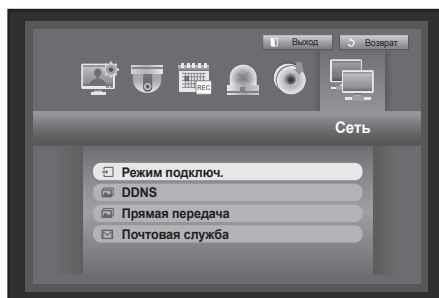 Выход Возврат
REC
Сеть
Режим подключ.
DDNS
Прямая передача
Почтовая служба